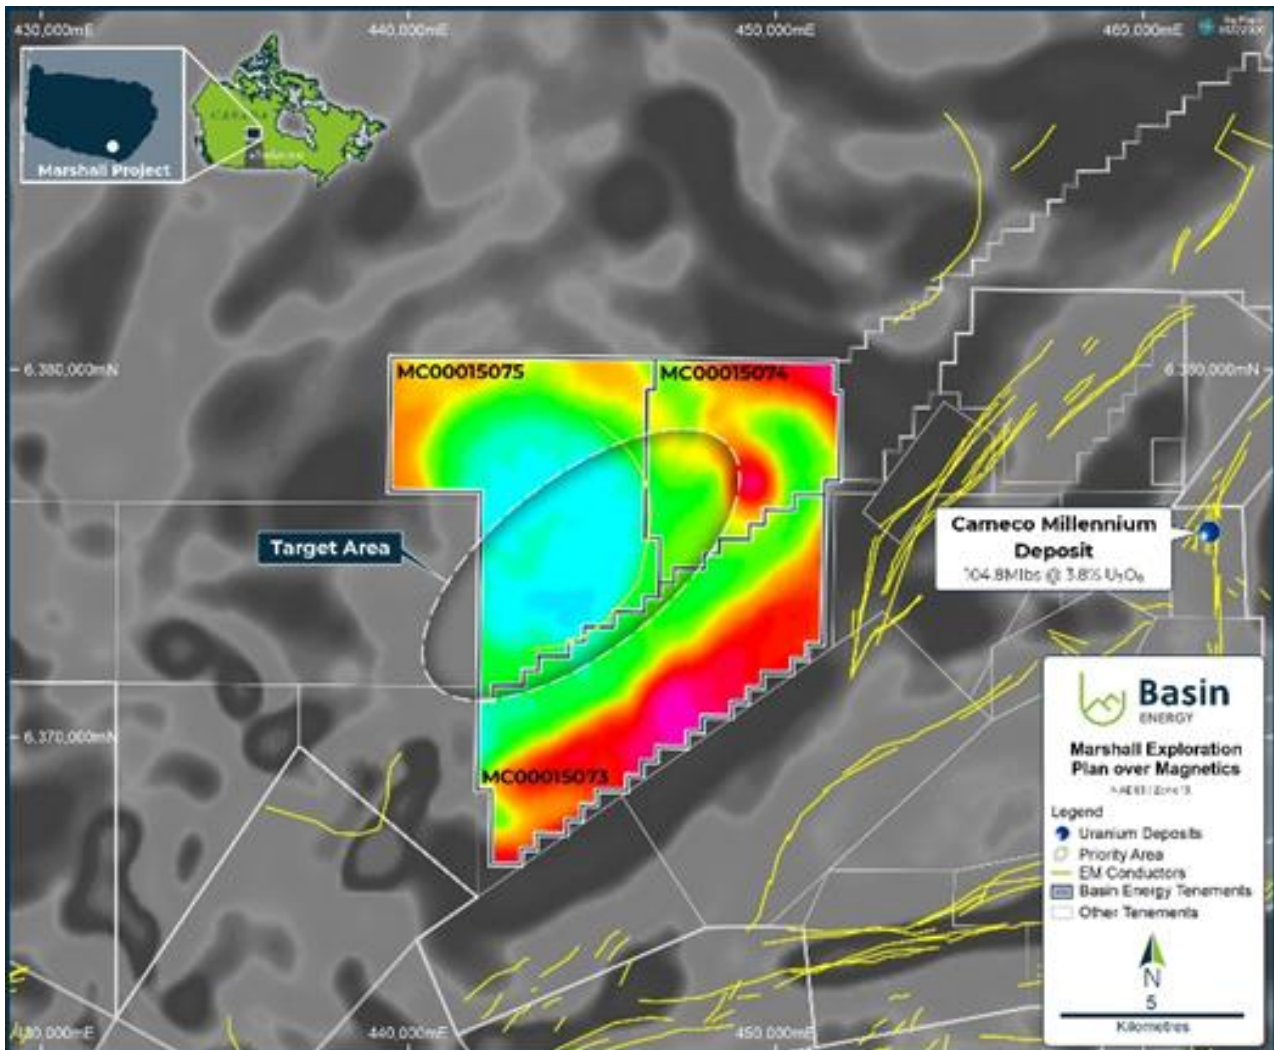 430,000mE
440,000mE
450,000mE
460,000mE
CANADA
Marshall Project
6,380,000mN
MC00015075
MC00015074
6,380,000mN
Target Area
Cameco Millennium
Deposit
104.8Mlbs @ 3.8% U₃O₈
6,370,000mN
MC00015073
Basin
ENERGY
Marshall Exploration
Plan over Magnetics
Legend
Uranium Deposits
Priority Area
EM Conductors
Basin Energy Tenements
Other Tenements
N
5
Kilometres
430,000mE
440,000mE
450,000mE